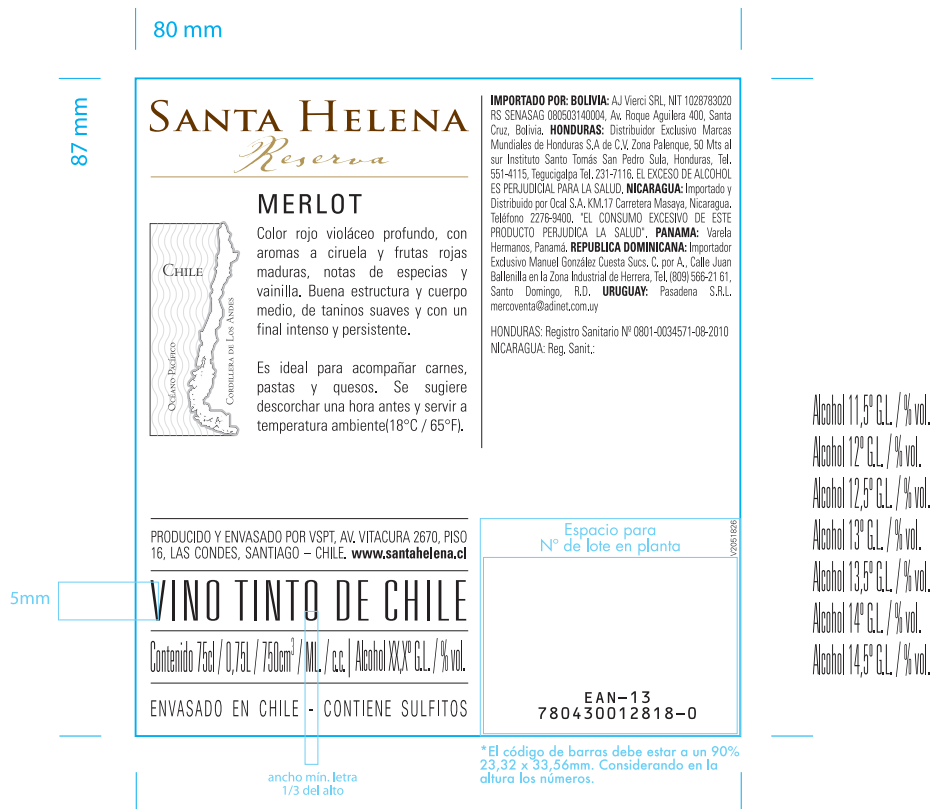 80 mm
87 mm
SANTA HELENA
Reserva
MERLOT
Color rojo violáceo profundo, con
aromas a ciruela y frutas rojas
maduras, notas de especias y
vainilla. Buena estructura y cuerpo
medio, de taninos suaves y con un
final intenso y persistente.
Es ideal para acompañar carnes,
pastas y quesos. Se sugiere
descorchar una hora antes y servir a
temperatura ambiente(18°C / 65°F).
CHILE
OCÉANO PACÍFICO
CORDILLERA DE LOS ANDES
IMPORTADO POR: BOLIVIA: AJ Vierci SRL, NIT 1028783020
RS SENASAG 080503140004, Av. Roque Aguilera 400, Santa
Cruz, Bolivia. HONDURAS: Distribuidor Exclusivo Marcas
Mundiales de Honduras S.A de C.V. Zona Palenque, 50 Mts al
sur Instituto Santo Tomás San Pedro Sula, Honduras, Tel.
551-4115, Tegucigalpa Tel. 231-7116. EL EXCESO DE ALCOHOL
ES PERJUDICIAL PARA LA SALUD. NICARAGUA: Importado y
Distribuido por Ocal S.A. KM.17 Carretera Masaya, Nicaragua.
Teléfono 2276-9400. "EL CONSUMO EXCESIVO DE ESTE
PRODUCTO PERJUDICA LA SALUD". PANAMA: Varela
Hermanos, Panamá. REPUBLICA DOMINICANA: Importador
Exclusivo Manuel González Cuesta Sucs. C. por A., Calle Juan
Ballenilla en la Zona Industrial de Herrera, Tel. (809) 566-21 61,
Santo Domingo, R.D. URUGUAY: Pasadena S.R.L.
mercoventa@adinet.com.uy
HONDURAS: Registro Sanitario Nº 0801-0034571-08-2010
NICARAGUA: Reg. Sanit.:
PRODUCIDO Y ENVASADO POR VSPT, AV. VITACURA 2670, PISO
16, LAS CONDES, SANTIAGO – CHILE. www.santahelena.cl
5mm
VINO TINTO DE CHILE
Contenido 75cl / 0,75L / 750cm³ / ML. / c.c. | Alcohol XX,Xº G.L. / % vol.
ENVASADO EN CHILE - CONTIENE SULFITOS
ancho mín. letra
1/3 del alto
Espacio para
Nº de lote en planta
V2051826
EAN-13
780430012818-0
*El código de barras debe estar a un 90%
23,32 x 33,56mm. Considerando en la
altura los números.
Alcohol 11,5º G.L. / % vol.
Alcohol 12º G.L. / % vol.
Alcohol 12,5º G.L. / % vol.
Alcohol 13º G.L. / % vol.
Alcohol 13,5º G.L. / % vol.
Alcohol 14º G.L. / % vol.
Alcohol 14,5º G.L. / % vol.